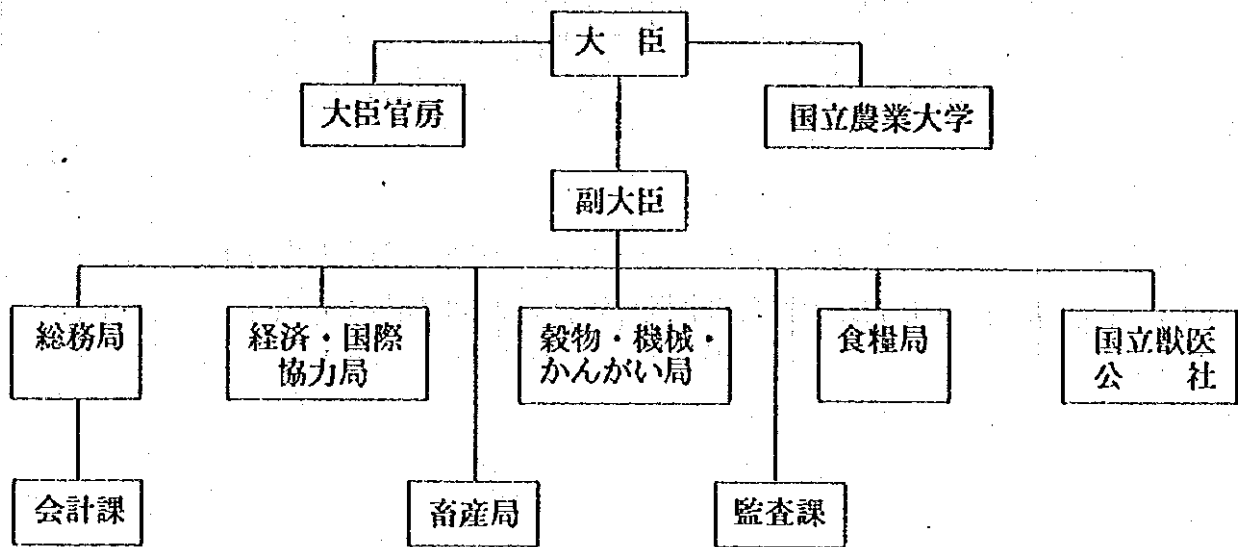 大 臣
大臣官房
国立農業大学
副大臣
総務局
経済・国際
協力局
穀物・機械・
かんがい局
食糧局
国立獣医
公 社
会計課
畜産局
監査課